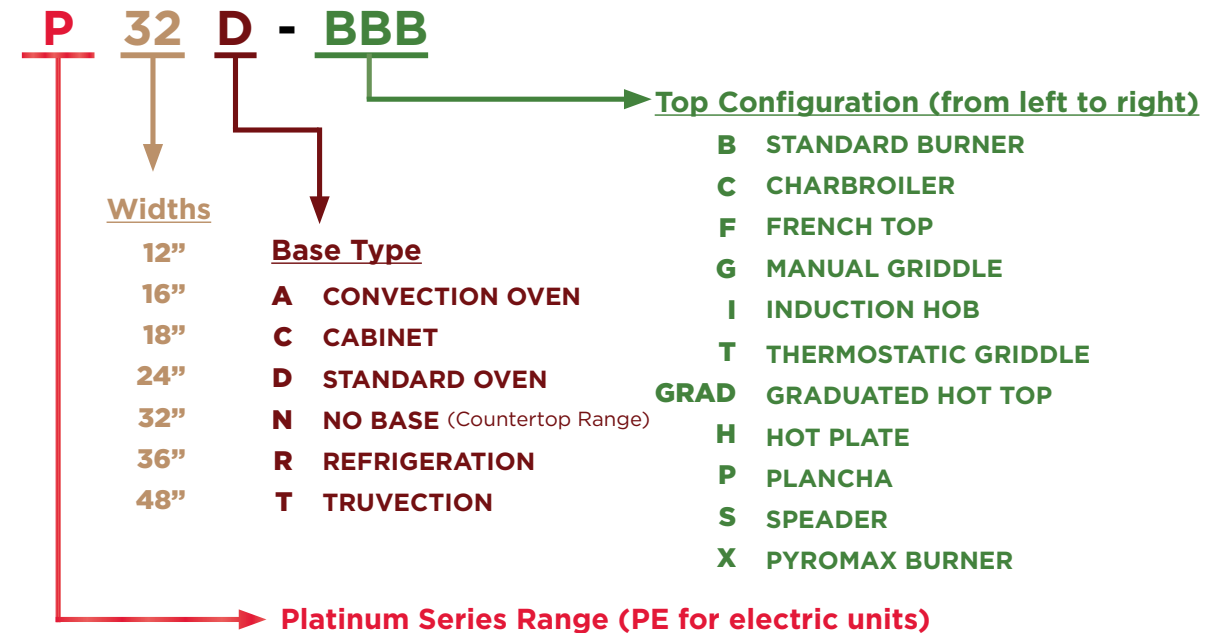 P 32 D - BBB
Top Configuration (from left to right)
B STANDARD BURNER
C CHARBROILER
F FRENCH TOP
G MANUAL GRIDDLE
I INDUCTION HOB
T THERMOSTATIC GRIDDLE
GRAD GRADUATED HOT TOP
H HOT PLATE
P PLANCHA
S SPEADER
X PYROMAX BURNER
Widths
12”
16”
18”
24”
32”
36”
48”
Base Type
A CONVECTION OVEN
C CABINET
D STANDARD OVEN
N NO BASE (Countertop Range)
R REFRIGERATION
T TRUVECTION
Platinum Series Range (PE for electric units)